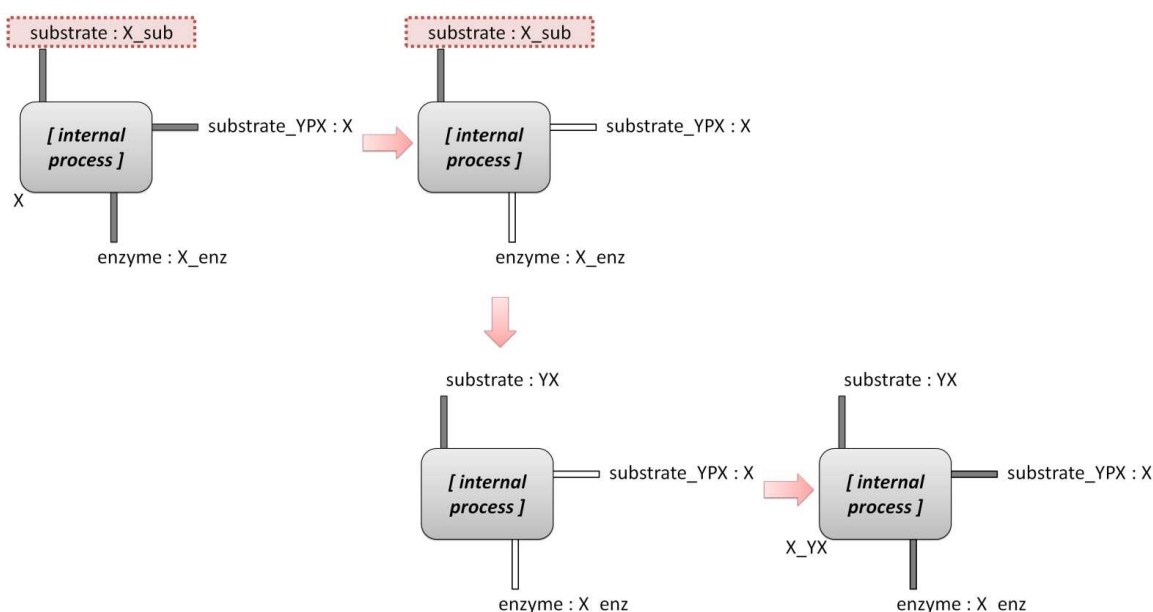 substrate : X_sub
substrate : X_sub
[ internal
process ]
substrate_YPX : X
X
enzyme : X_enz
[ internal
process ]
substrate_YPX : X
enzyme : X_enz
substrate : YX
substrate : YX
[ internal
process ]
substrate_YPX : X
enzyme : X_enz
[ internal
process ]
substrate_YPX : X
X_YX
enzyme : X_enz